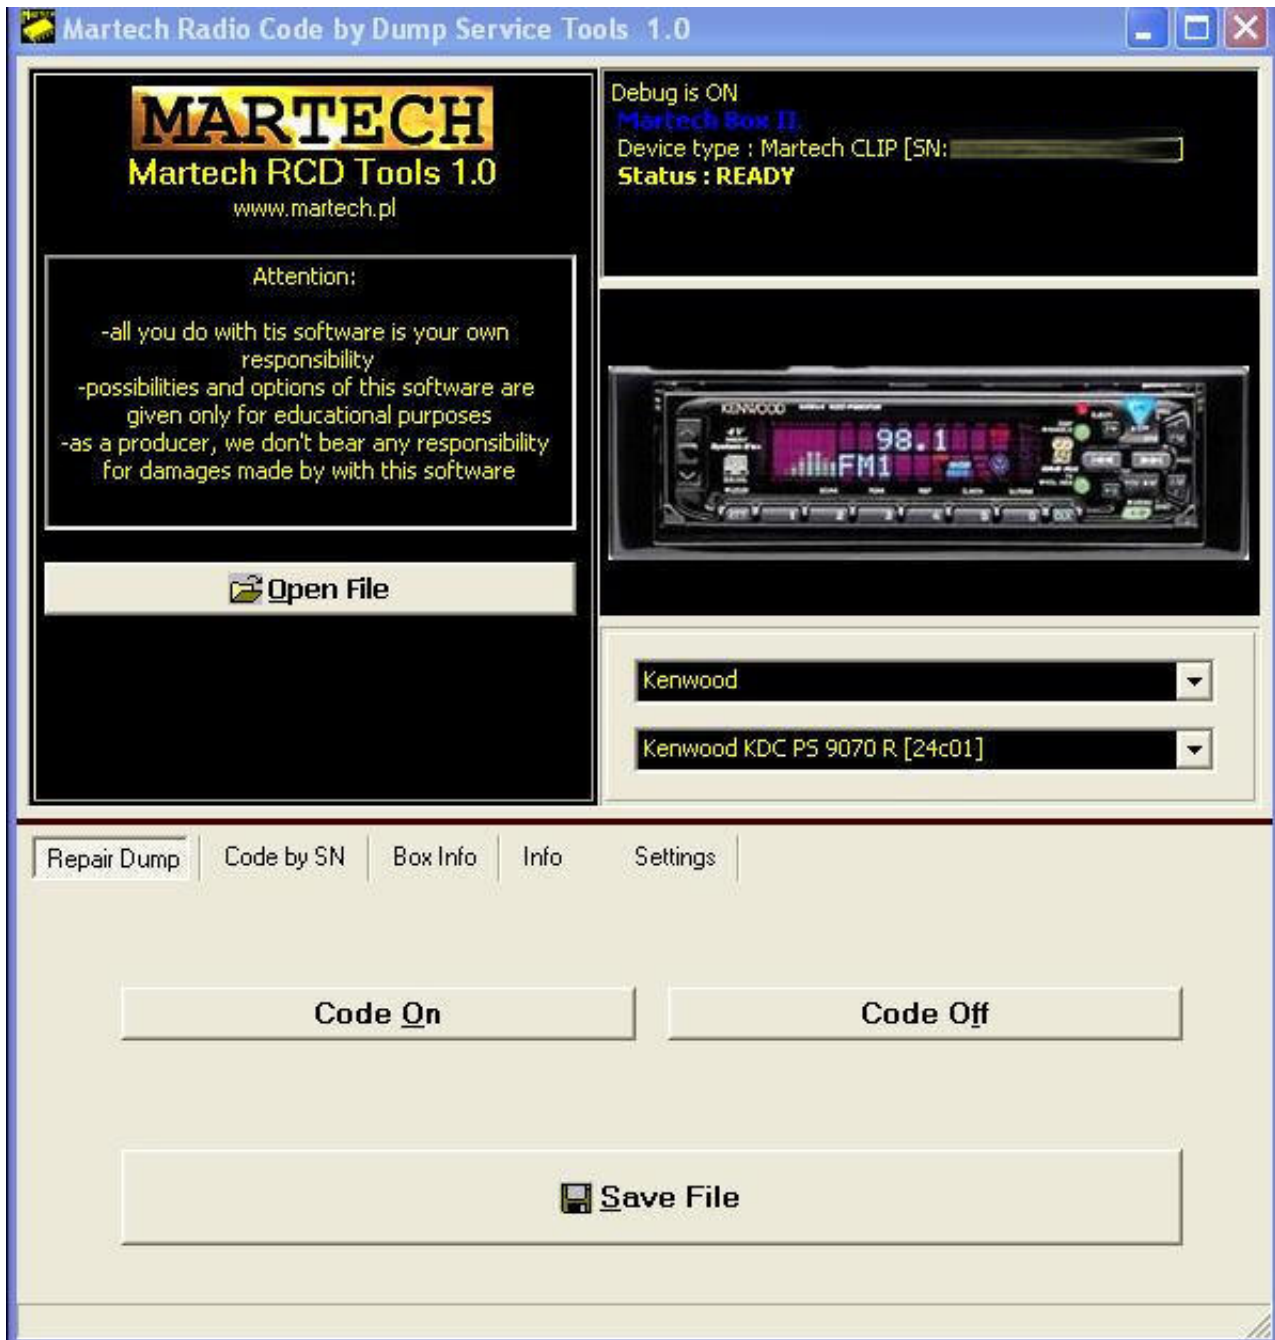 Martech Radio Code by Dump Service Tools 1.0
MARTECH
Martech RCD Tools 1.0
www.martech.pl
Attention:
-all you do with tis software is your own
responsibility
-possibilities and options of this software are
given only for educational purposes
-as a producer, we don't bear any responsibility
for damages made by with this software
Open File
Debug is ON
Martech Box II.
Device type : Martech CLIP [SN: ]
Status : READY
KENWOOD
98.1
FM1
Kenwood
Kenwood KDC PS 9070 R [24c01]
Repair Dump
Code by SN
Box Info
Info
Settings
Code On
Code Off
Save File